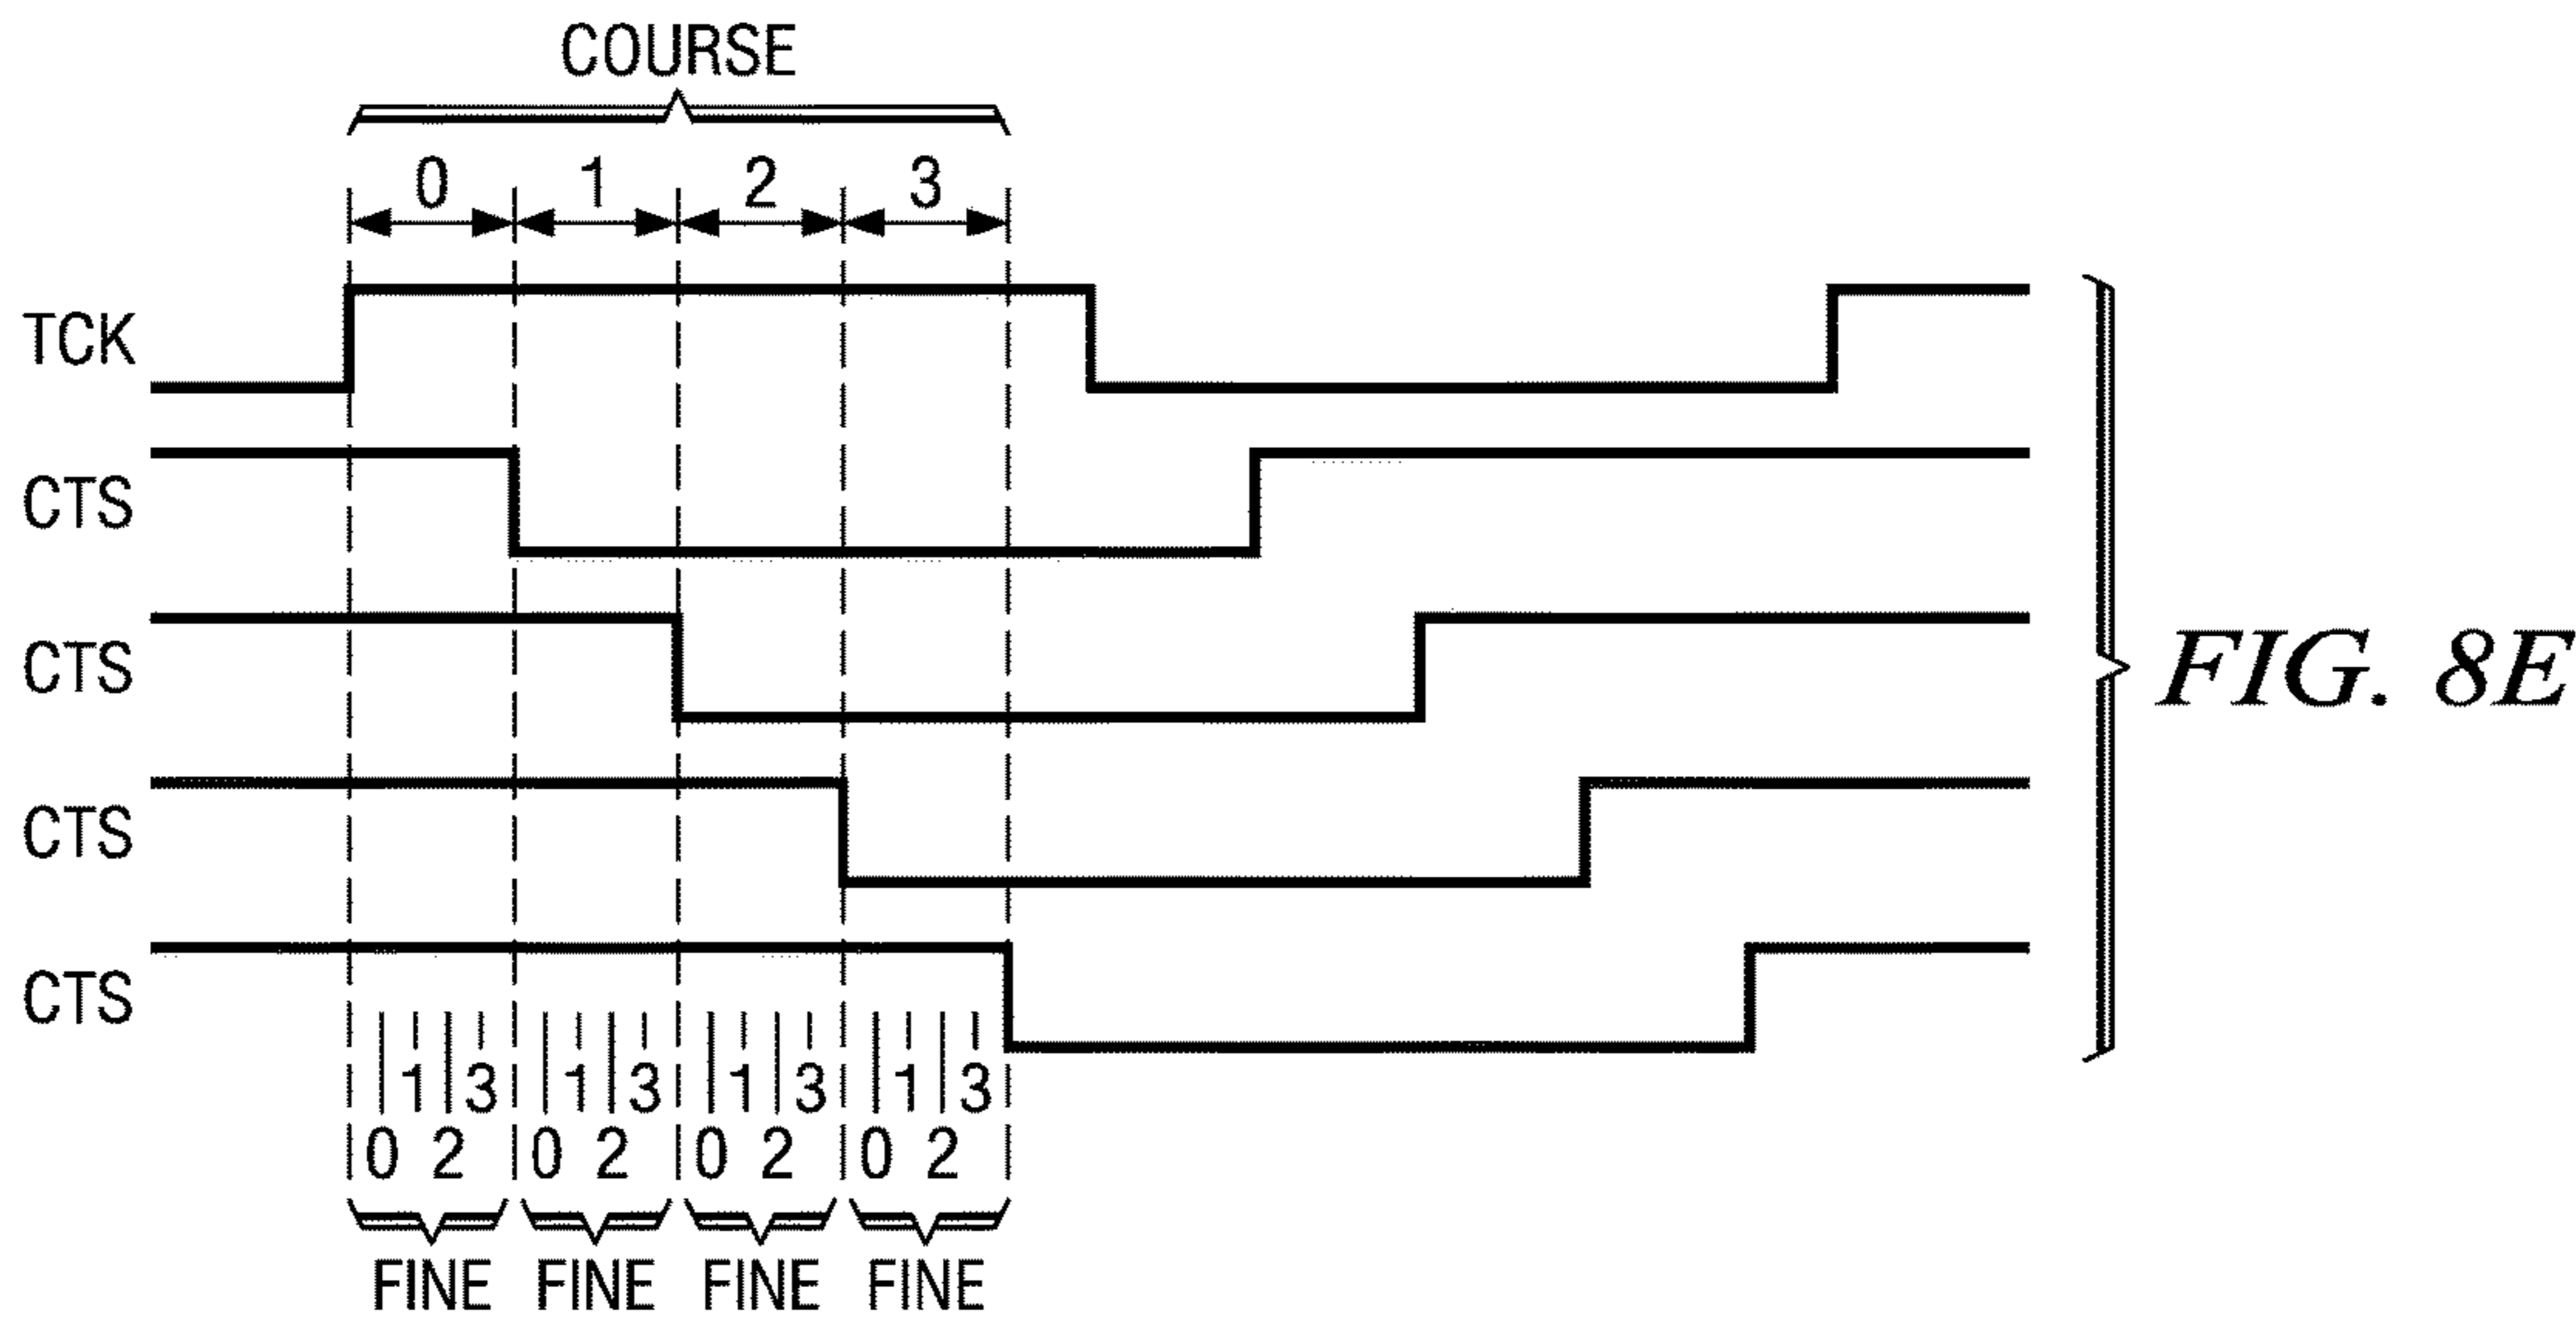 COURSE
0 1 2 3
TCK
CTS
CTS
FIG. 8E
CTS
CTS
1 3 1 3 1 3 1 3
0 2 0 2 0 2 0 2
FINE FINE FINE FINE